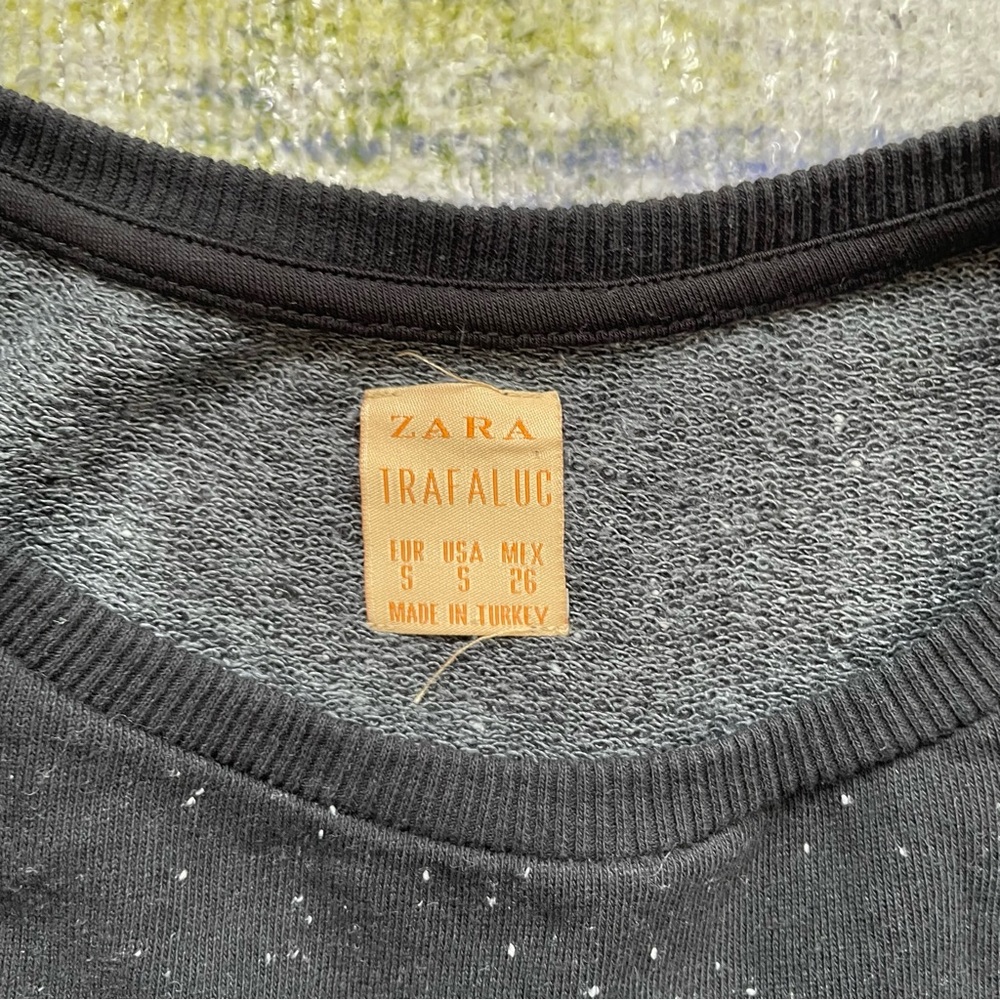 ZARA
TRAFALUC
EUR USA MEX
S S 26
MADE IN TURKEY